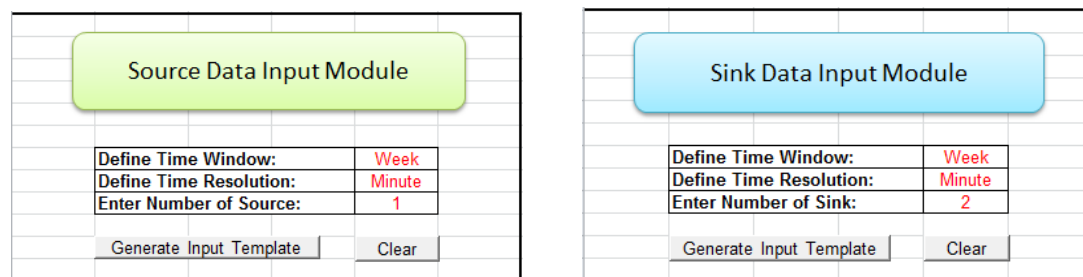 Source Data Input Module
Define Time Window: Week
Define Time Resolution: Minute
Enter Number of Source: 1
Generate Input Template Clear
Sink Data Input Module
Define Time Window: Week
Define Time Resolution: Minute
Enter Number of Sink: 2
Generate Input Template Clear